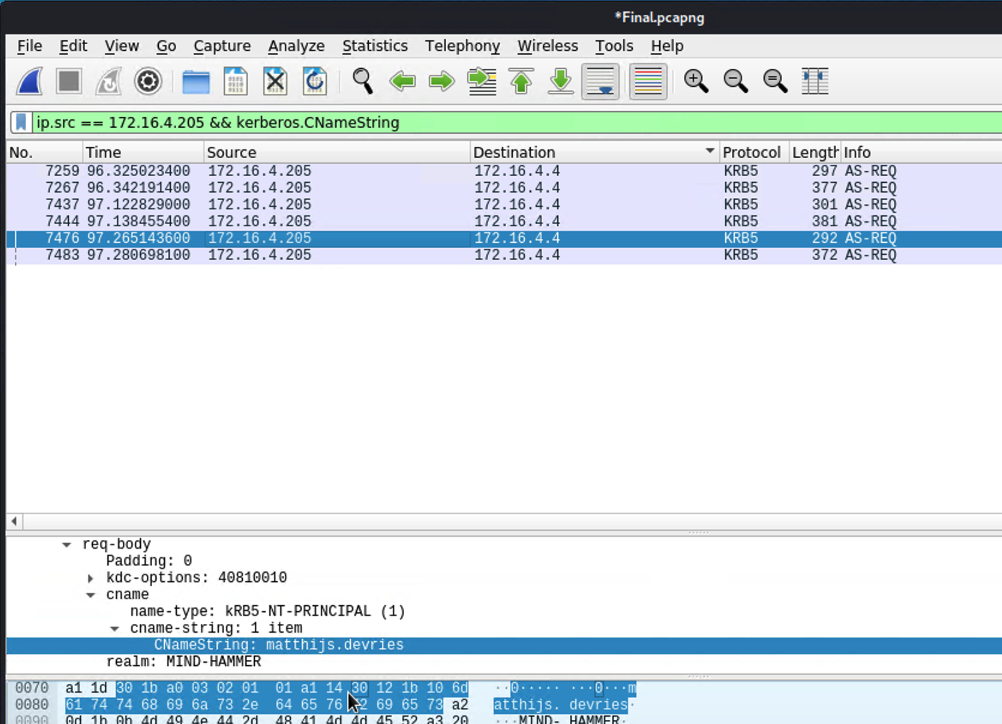 *Final.pcapng
File Edit View Go Capture Analyze Statistics Telephony Wireless Tools Help
ip.src == 172.16.4.205 && kerberos.CNameString
No. Time Source Destination Protocol Length Info
7259 96.325023400 172.16.4.205 172.16.4.4 KRB5 297 AS-REQ
7267 96.342191400 172.16.4.205 172.16.4.4 KRB5 377 AS-REQ
7437 97.122829000 172.16.4.205 172.16.4.4 KRB5 301 AS-REQ
7444 97.138455400 172.16.4.205 172.16.4.4 KRB5 381 AS-REQ
7476 97.265143600 172.16.4.205 172.16.4.4 KRB5 292 AS-REQ
7483 97.280698100 172.16.4.205 172.16.4.4 KRB5 372 AS-REQ
req-body
Padding: 0
kdc-options: 40810010
cname
name-type: kRB5-NT-PRINCIPAL (1)
cname-string: 1 item
CNameString: matthijs.devries
realm: MIND-HAMMER
0070 a1 1d 30 1b a0 03 02 01 01 a1 14 30 12 1b 10 6d ··0····· ···0···m
0080 61 74 74 68 69 6a 73 2e 64 65 76 69 65 73 a2 atthijs. devries·
0090 0d 1b 0b 4d 49 4e 44 2d 48 41 4d 4d 45 52 a3 20 ···MIND- HAMMER·